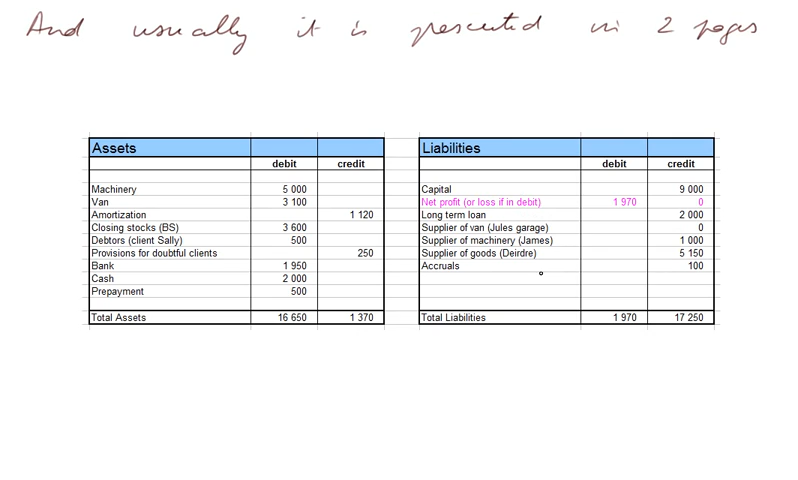 And usually it is presented in 2 pages
Assets
debit credit
Machinery 5 000
Van 3 100
Amortization 1 120
Closing stocks (BS) 3 600
Debtors (client Sally) 500
Provisions for doubtful clients 250
Bank 1 950
Cash 2 000
Prepayment 500
Total Assets 16 650 1 370
Liabilities
debit credit
Capital 9 000
Net profit (or loss if in debit) 1 970 0
Long term loan 2 000
Supplier of van (Jules garage) 0
Supplier of machinery (James) 1 000
Supplier of goods (Deirdre) 5 150
Accruals 100
Total Liabilities 1 970 17 250